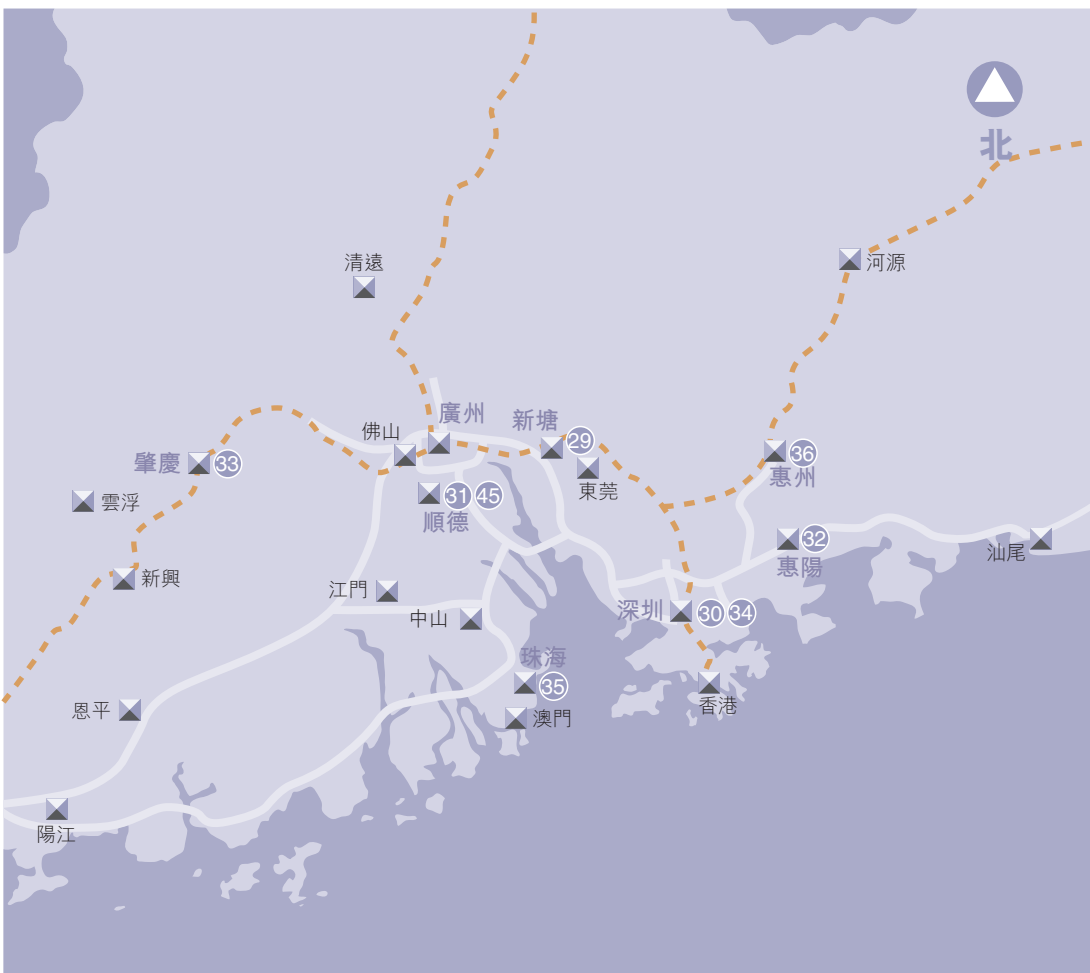 北
清遠
河源
廣州
新塘
29
佛山
肇慶
33
36
惠州
東莞
31 45
順德
雲浮
32
惠陽
汕尾
新興
江門
中山
深圳
30 34
珠海
35
香港
恩平
澳門
陽江